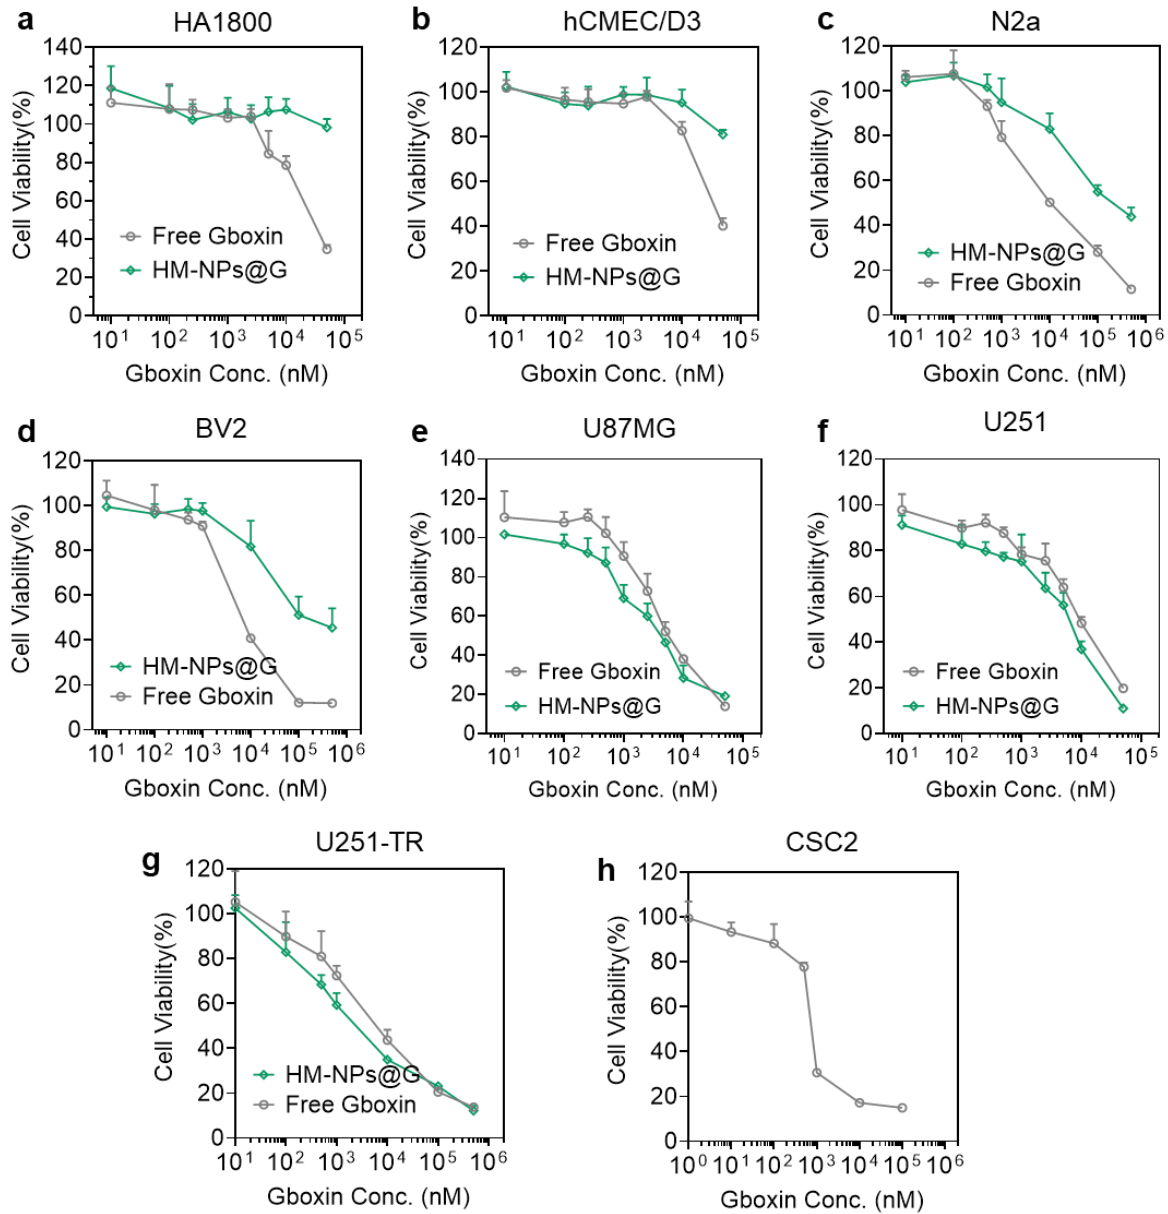 a HA1800
Cell Viability(%)
140
120
100
80
60
40
20
0
Free Gboxin
HM-NPs@G
10¹ 10² 10³ 10⁴ 10⁵
Gboxin Conc. (nM)
b hCMEC/D3
Cell Viability(%)
120
100
80
60
40
20
0
Free Gboxin
HM-NPs@G
10¹ 10² 10³ 10⁴ 10⁵
Gboxin Conc. (nM)
c N2a
Cell Viability(%)
120
100
80
60
40
20
0
HM-NPs@G
Free Gboxin
10¹ 10² 10³ 10⁴ 10⁵ 10⁶
Gboxin Conc. (nM)
d BV2
Cell Viability(%)
120
100
80
60
40
20
0
HM-NPs@G
Free Gboxin
10¹ 10² 10³ 10⁴ 10⁵ 10⁶
Gboxin Conc. (nM)
e U87MG
Cell Viability(%)
140
120
100
80
60
40
20
0
Free Gboxin
HM-NPs@G
10¹ 10² 10³ 10⁴ 10⁵
Gboxin Conc. (nM)
f U251
Cell Viability(%)
120
100
80
60
40
20
0
Free Gboxin
HM-NPs@G
10¹ 10² 10³ 10⁴ 10⁵
Gboxin Conc. (nM)
g U251-TR
Cell Viability(%)
120
100
80
60
40
20
0
HM-NPs@G
Free Gboxin
10¹ 10² 10³ 10⁴ 10⁵ 10⁶
Gboxin Conc. (nM)
h CSC2
Cell Viability(%)
120
100
80
60
40
20
0
10⁰ 10¹ 10² 10³ 10⁴ 10⁵ 10⁶
Gboxin Conc. (nM)